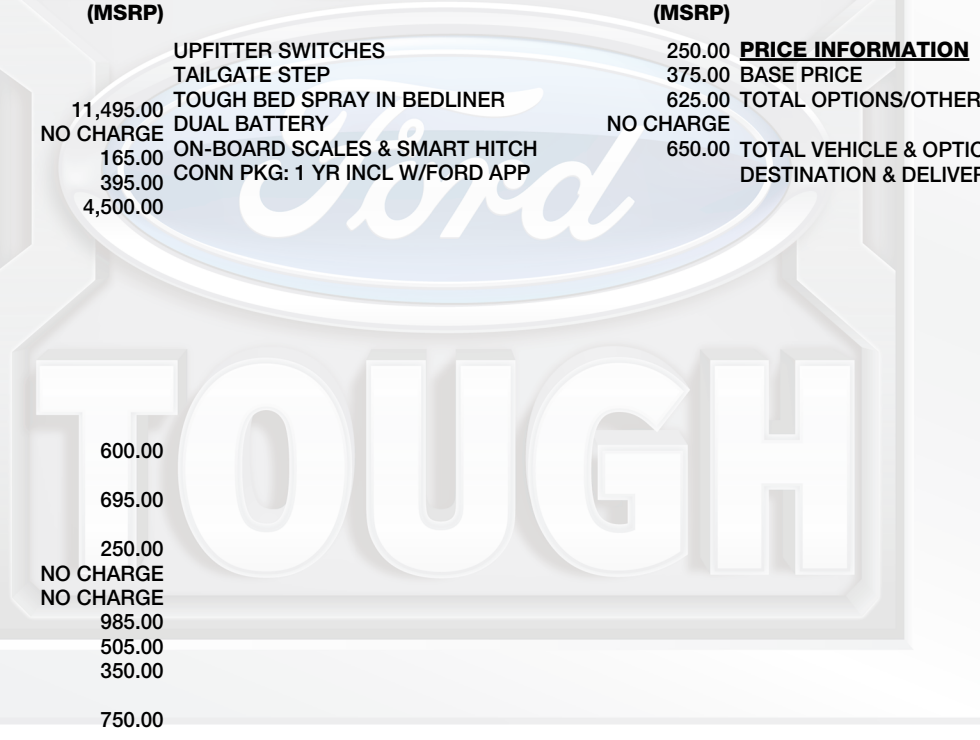 (MSRP)
11,495.00
NO CHARGE
165.00
395.00
4,500.00
600.00
695.00
250.00
NO CHARGE
NO CHARGE
985.00
505.00
350.00
750.00
(MSRP)
UPFITTER SWITCHES 250.00
TAILGATE STEP 375.00
TOUGH BED SPRAY IN BEDLINER 625.00
DUAL BATTERY NO CHARGE
ON-BOARD SCALES & SMART HITCH 650.00
CONN PKG: 1 YR INCL W/FORD APP
PRICE INFORMATION
BASE PRICE
TOTAL OPTIONS/OTHER
TOTAL VEHICLE & OPTIO
DESTINATION & DELIVER
Ford
TOUGH